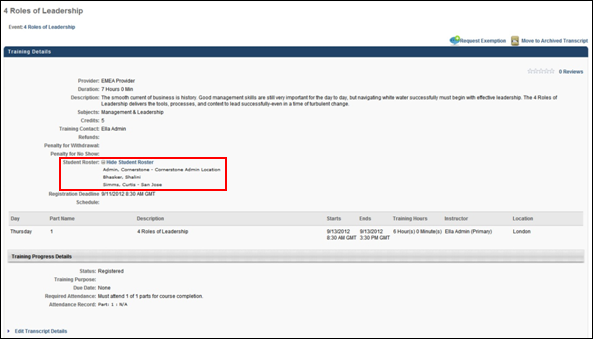 4 Roles of Leadership
Event: 4 Roles of Leadership
Request Exemption Move to Archived Transcript
Training Details
0 Reviews
Provider: EMEA Provider
Duration: 7 Hours 0 Min
Description: The smooth current of business is history. Good management skills are still very important for the day to day, but navigating white water successfully must begin with effective leadership. The 4 Roles of
Leadership delivers the tools, processes, and context to lead successfully-even in a time of turbulent change.
Subjects: Management & Leadership
Credits: 5
Training Contact: Ella Admin
Refunds:
Penalty for Withdrawal:
Penalty for No Show:
Student Roster: Hide Student Roster
Admin, Cornerstone - Cornerstone Admin Location
Bhasker, Shalini
Simms, Curtis - San Jose
Registration Deadline 9/11/2012 8:30 AM GMT
Schedule:
Day Part Name Description Starts Ends Training Hours Instructor Location
Thursday 1 4 Roles of Leadership 9/13/2012 9/13/2012 6 Hour(s) 0 Minute(s) Ella Admin (Primary) London
8:30 AM GMT 3:30 PM GMT
Training Progress Details
Status: Registered
Training Purpose:
Due Date: None
Required Attendance: Must attend 1 of 1 parts for course completion.
Attendance Record: Part: 1 : N/A
Edit Transcript Details